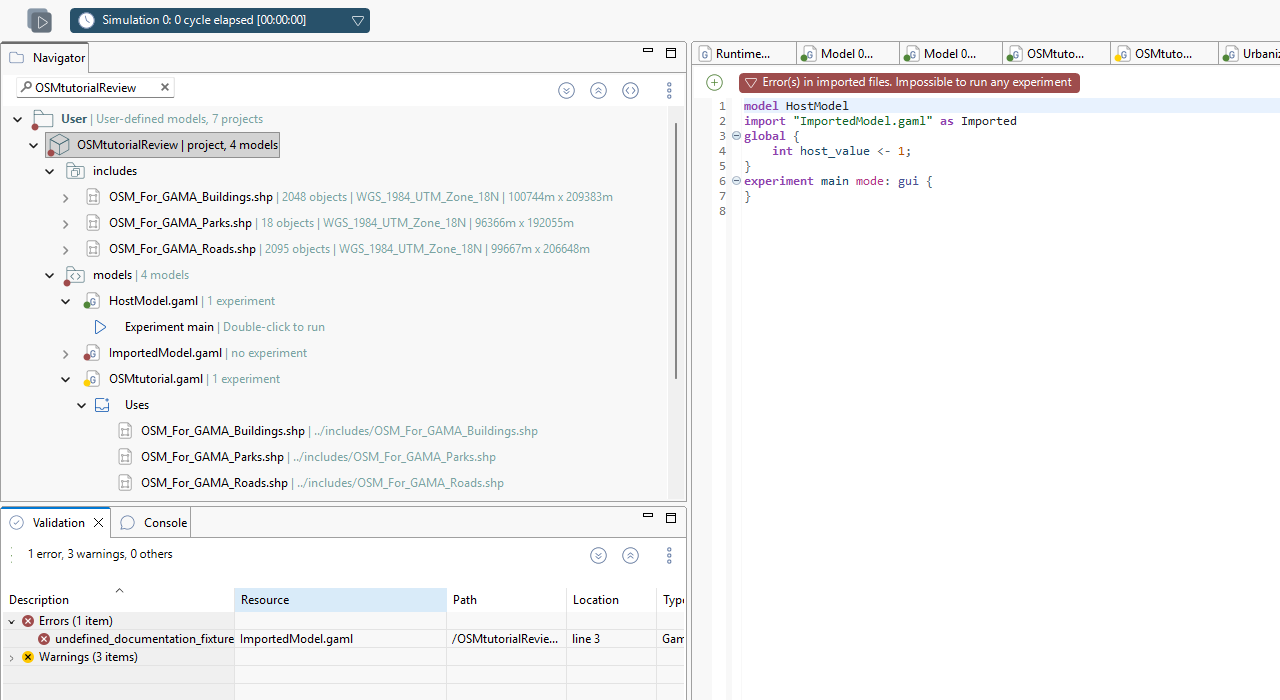 Simulation 0: 0 cycle elapsed [00:00:00]
Navigator
OSMtutorialReview
User | User-defined models, 7 projects
OSMtutorialReview | project, 4 models
includes
OSM_For_GAMA_Buildings.shp | 2048 objects | WGS_1984_UTM_Zone_18N | 100744m x 209383m
OSM_For_GAMA_Parks.shp | 18 objects | WGS_1984_UTM_Zone_18N | 96366m x 192055m
OSM_For_GAMA_Roads.shp | 2095 objects | WGS_1984_UTM_Zone_18N | 99667m x 206648m
models | 4 models
HostModel.gaml | 1 experiment
Experiment main | Double-click to run
ImportedModel.gaml | no experiment
OSMtutorial.gaml | 1 experiment
Uses
OSM_For_GAMA_Buildings.shp | ../includes/OSM_For_GAMA_Buildings.shp
OSM_For_GAMA_Parks.shp | ../includes/OSM_For_GAMA_Parks.shp
OSM_For_GAMA_Roads.shp | ../includes/OSM_For_GAMA_Roads.shp
Validation
Console
1 error, 3 warnings, 0 others
Description Resource Path Location Type
Errors (1 item)
undefined_documentation_fixture ImportedModel.gaml /OSMtutorialRevie... line 3 Gam
Warnings (3 items)
Runtime... Model 0... Model 0... OSMtuto... OSMtuto... Urbaniz
Error(s) in imported files. Impossible to run any experiment
1 model HostModel
2 import "ImportedModel.gaml" as Imported
3 global {
4 int host_value <- 1;
5 }
6 experiment main mode: gui {
7 }
8